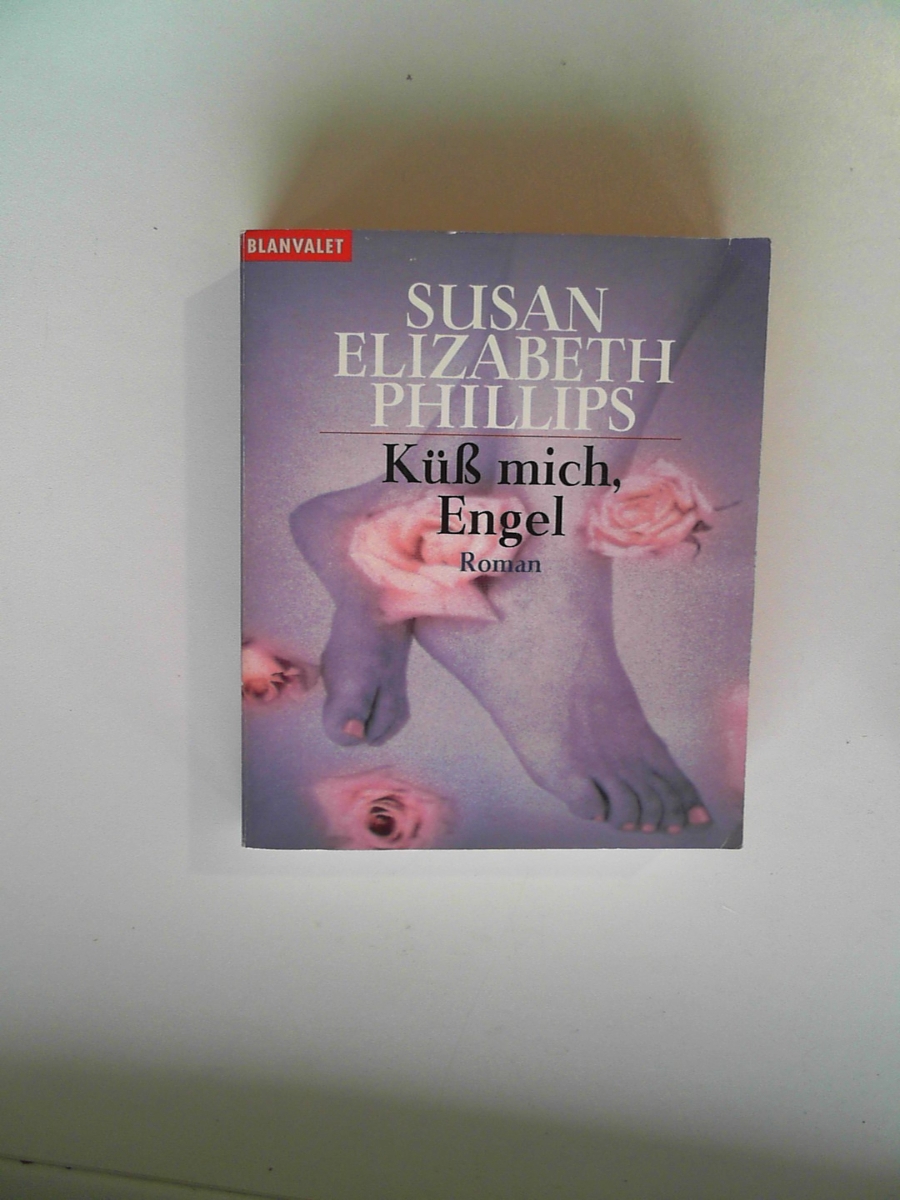 BLANVALET
SUSAN
ELIZABETH
PHILLIPS
Küß mich,
Engel
Roman